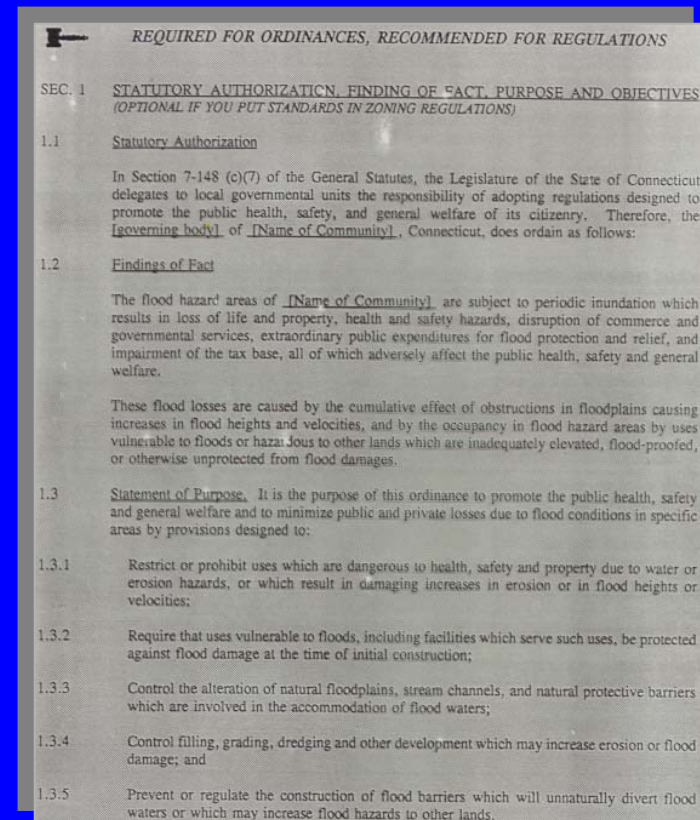 REQUIRED FOR ORDINANCES, RECOMMENDED FOR REGULATIONS
SEC. 1 STATUTORY AUTHORIZATION, FINDING OF FACT, PURPOSE AND OBJECTIVES
(OPTIONAL IF YOU PUT STANDARDS IN ZONING REGULATIONS)
1.1 Statutory Authorization
In Section 7-148 (c)(7) of the General Statutes, the Legislature of the State of Connecticut
delegates to local governmental units the responsibility of adopting regulations designed to
promote the public health, safety, and general welfare of its citizenry. Therefore, the
[governing body] of [Name of Community], Connecticut, does ordain as follows:
1.2 Findings of Fact
The flood hazard areas of [Name of Community] are subject to periodic inundation which
results in loss of life and property, health and safety hazards, disruption of commerce and
governmental services, extraordinary public expenditures for flood protection and relief, and
impairment of the tax base, all of which adversely affect the public health, safety and general
welfare.
These flood losses are caused by the cumulative effect of obstructions in floodplains causing
increases in flood heights and velocities, and by the occupancy in flood hazard areas by uses
vulnerable to floods or hazardous to other lands which are inadequately elevated, flood-proofed,
or otherwise unprotected from flood damages.
1.3 Statement of Purpose. It is the purpose of this ordinance to promote the public health, safety
and general welfare and to minimize public and private losses due to flood conditions in specific
areas by provisions designed to:
1.3.1 Restrict or prohibit uses which are dangerous to health, safety and property due to water or
erosion hazards, or which result in damaging increases in erosion or in flood heights or
velocities;
1.3.2 Require that uses vulnerable to floods, including facilities which serve such uses, be protected
against flood damage at the time of initial construction;
1.3.3 Control the alteration of natural floodplains, stream channels, and natural protective barriers
which are involved in the accommodation of flood waters;
1.3.4 Control filling, grading, dredging and other development which may increase erosion or flood
damage; and
1.3.5 Prevent or regulate the construction of flood barriers which will unnaturally divert flood
waters or which may increase flood hazards to other lands.